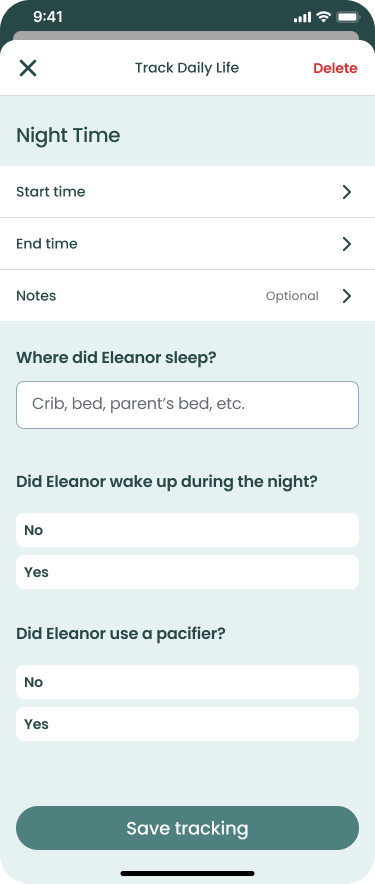 9:41
Track Daily Life
Delete
Night Time
Start time
End time
Notes Optional
Where did Eleanor sleep?
Crib, bed, parent’s bed, etc.
Did Eleanor wake up during the night?
No
Yes
Did Eleanor use a pacifier?
No
Yes
Save tracking